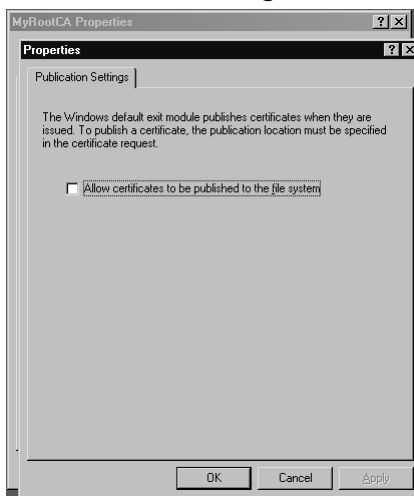 MyRootCA Properties
Properties
Publication Settings
The Windows default exit module publishes certificates when they are
issued. To publish a certificate, the publication location must be specified
in the certificate request.
Allow certificates to be published to the file system
OK Cancel Apply